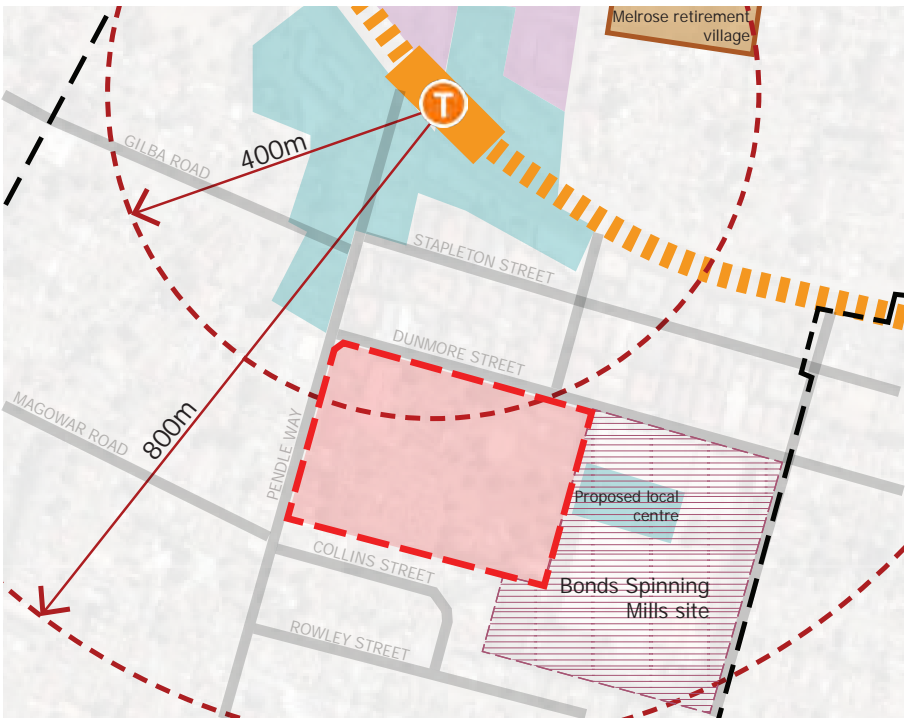 Melrose retirement
village
T
GILBA ROAD
400m
STAPLETON STREET
DUNMORE STREET
MAGOWAR ROAD
800m
PENDLE WAY
Proposed local
centre
COLLINS STREET
Bonds Spinning
Mills site
ROWLEY STREET